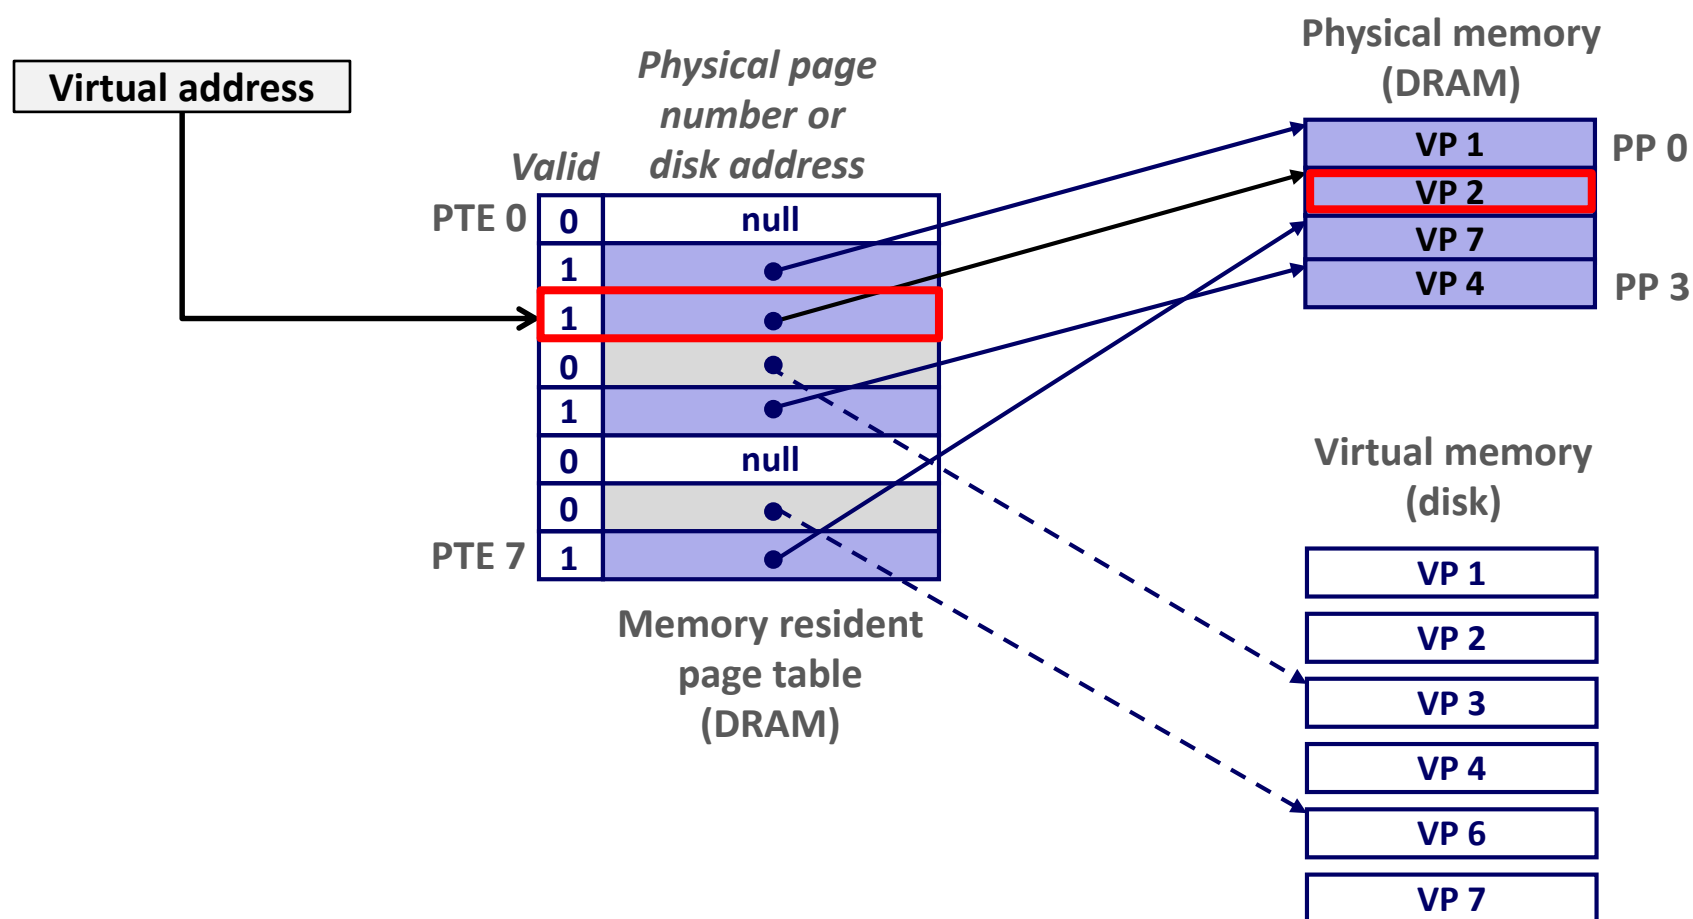 Virtual address
Physical page
number or
disk address
Valid
PTE 0
0
null
1
1
0
1
0
null
0
PTE 7
1
Memory resident
page table
(DRAM)
Physical memory
(DRAM)
VP 1
PP 0
VP 2
VP 7
VP 4
PP 3
Virtual memory
(disk)
VP 1
VP 2
VP 3
VP 4
VP 6
VP 7